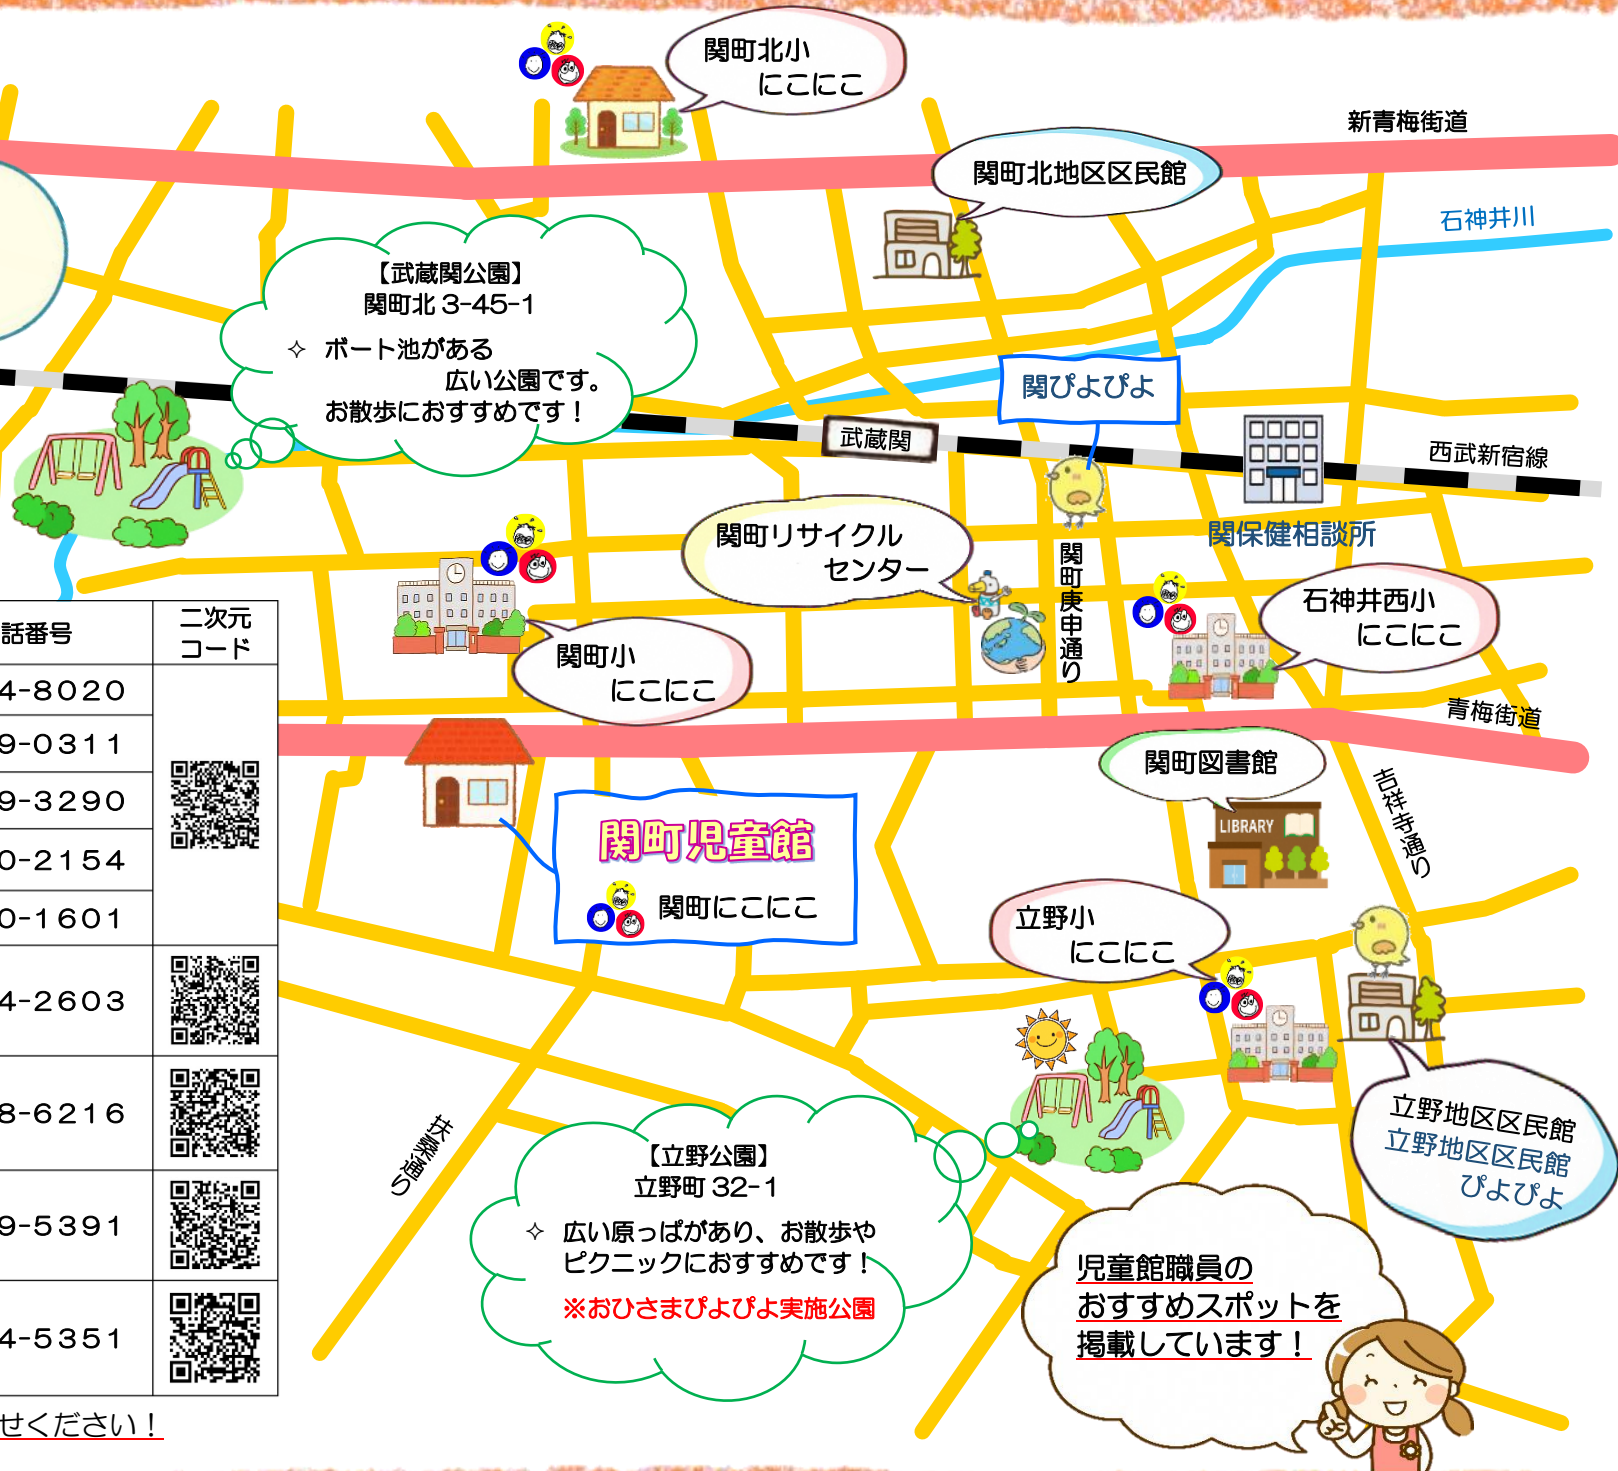 関町北小
にこにこ
新青梅街道
関町北地区区民館
石神井川
【武蔵関公園】
関町北 3-45-1
✧ ボート池がある
広い公園です。
お散歩におすすめです！
関ぴよぴよ
武蔵関
西武新宿線
関町リサイクル
センター
関保健相談所
関町庚申通り
石神井西小
にこにこ
関町小
にこにこ
青梅街道
関町図書館
LIBRARY
吉祥寺通り
関町児童館
関町にこにこ
立野小
にこにこ
立野地区区民館
立野地区区民館
ぴよぴよ
扶桑通り
【立野公園】
立野町 32-1
✧ 広い原っぱがあり、お散歩や
ピクニックにおすすめです！
※おひさまぴよぴよ実施公園
児童館職員の
おすすめスポットを
掲載しています！
話番号
二次元
コード
4-8020
9-0311
9-3290
0-2154
0-1601
4-2603
8-6216
9-5391
4-5351
せください！